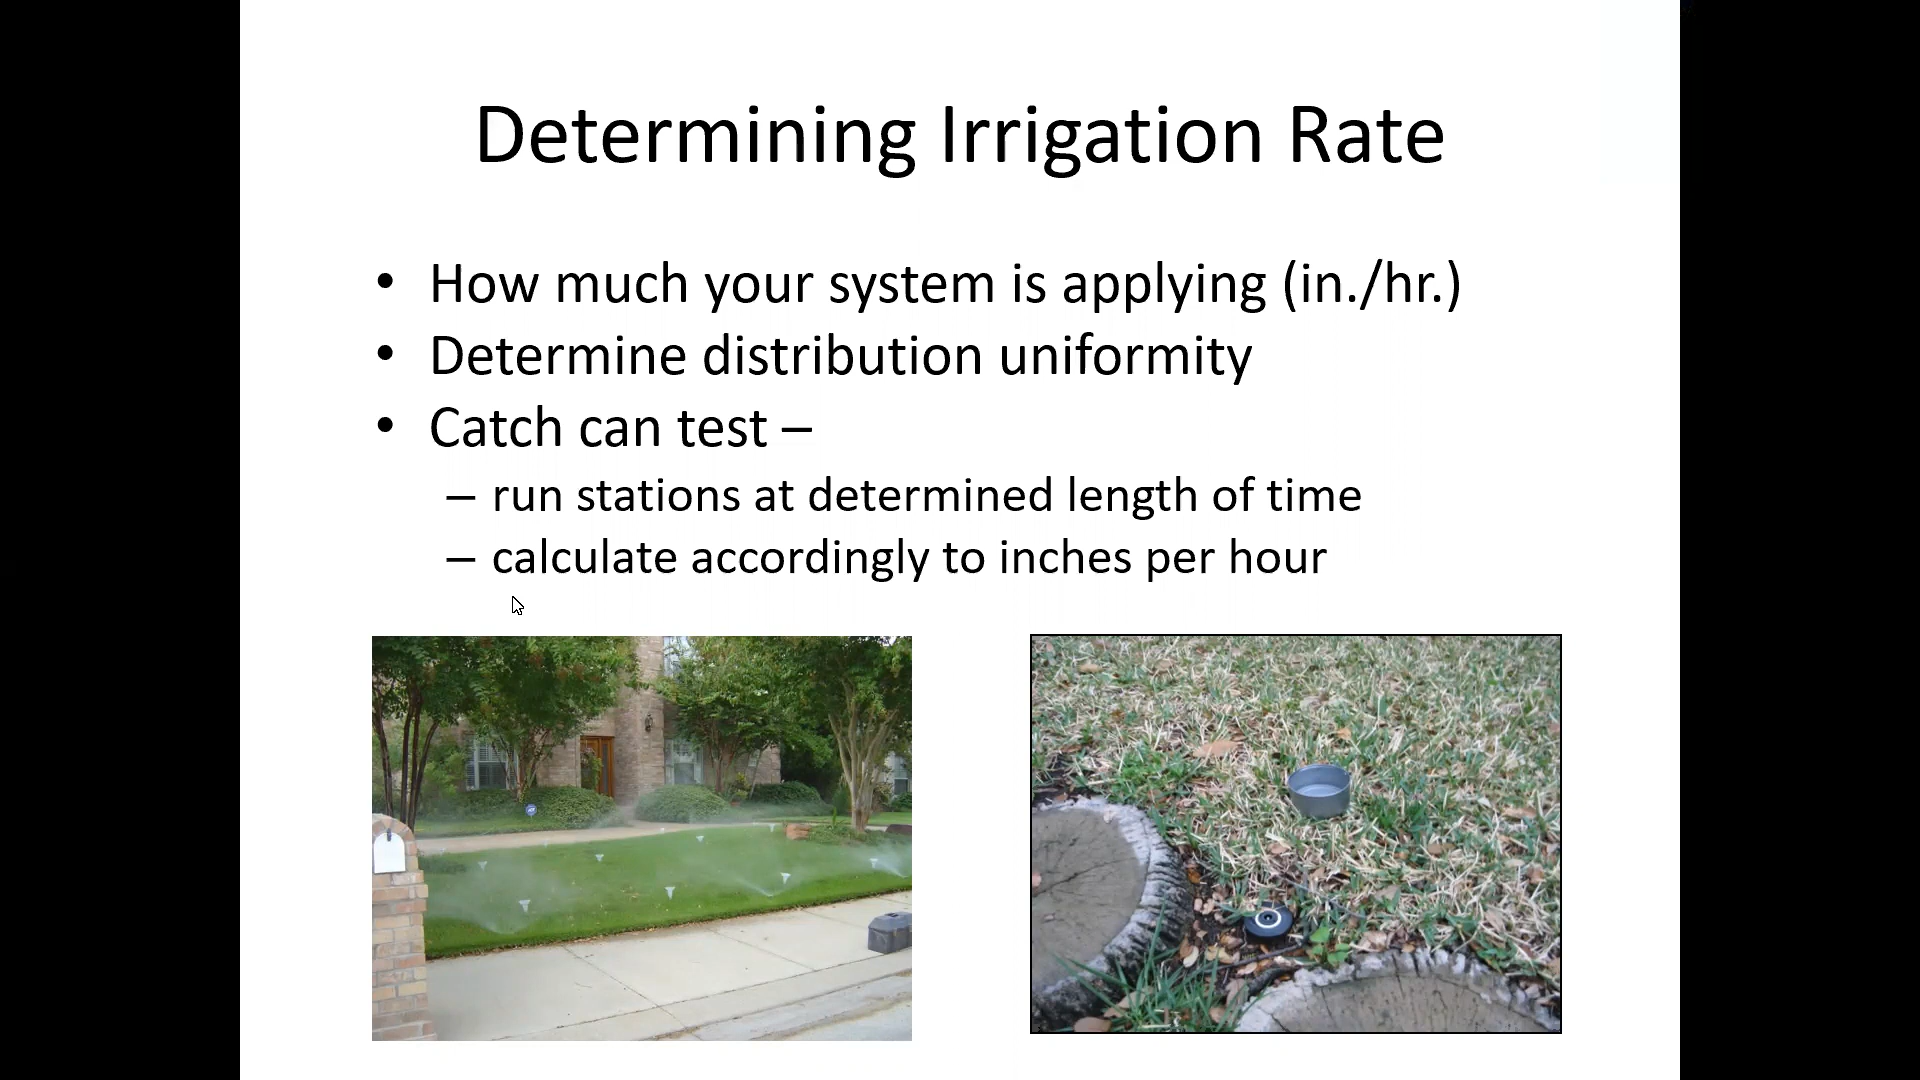 Determining Irrigation Rate
• How much your system is applying (in./hr.)
• Determine distribution uniformity
• Catch can test –
– run stations at determined length of time
– calculate accordingly to inches per hour